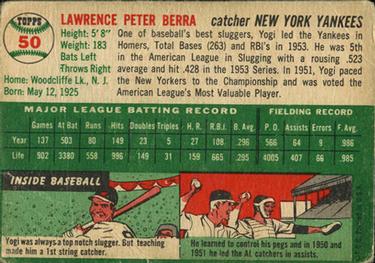 TOPPS
50
LAWRENCE PETER BERRA catcher NEW YORK YANKEES
Height: 5'8"
Weight: 183
Bats Left
Throws Right
Home: Woodcliffe Lk., N. J.
Born: May 12, 1925
One of baseball's best sluggers, Yogi led the Yankees in
Homers, Total Bases (263) and RBI's in 1953. He was 5th
in the American League in Slugging with a rousing .523
average and hit .428 in the 1953 Series. In 1951, Yogi paced
the New Yorkers to the Championship and was voted the
American League's Most Valuable Player.
MAJOR LEAGUE BATTING RECORD FIELDING RECORD
Games At Bat Runs Hits Doubles Triples H. R. R.B.I. B. Avg. P. O. Assists Errors F. Avg.
Year 137 503 80 149 23 5 27 108 .296 566 64 9 .986
Life 902 3380 558 996 149 31 665 .295 4005 407 66 .985
INSIDE BASEBALL
Yogi was always a top notch slugger. But teaching
made him a 1st string catcher.
He learned to control his pegs and in 1950 and
1951 he led the AL catchers in assists.